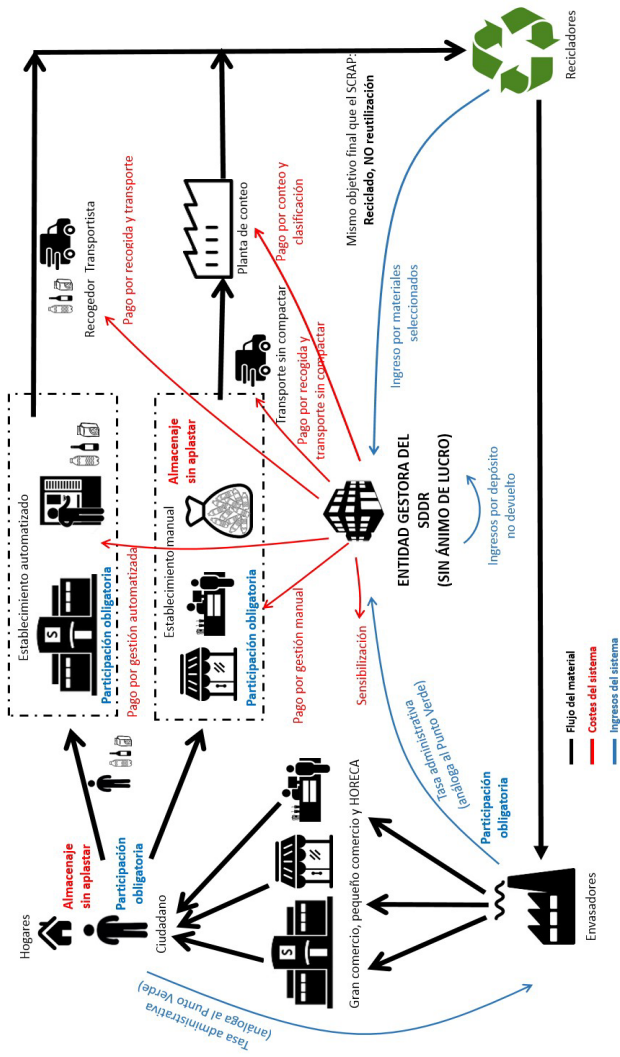 Hogares
Almacenaje
sin aplastar
Participación
obligatoria
Ciudadano
Tasa administrativa
(análoga al Punto Verde)
Gran comercio, pequeño comercio y HORECA
Envasadores
Establecimiento automatizado
S
Participación obligatoria
Pago por gestión automatizada
Establecimiento manual
Almacenaje
sin aplastar
Participación obligatoria
Pago por gestión manual
Sensibilización
Tasa administrativa
(análoga al Punto Verde)
Participación
obligatoria
S
Recogedor Transportista
Pago por recogida y transporte
Planta de conteo
Transporte sin compactar
Pago por recogida y
transporte sin compactar
Pago por conteo y
clasificación
ENTIDAD GESTORA DEL
SDDR
(SIN ÁNIMO DE LUCRO)
Ingresos por depósito
no devuelto
Ingreso por materiales
seleccionados
Mismo objetivo final que el SCRAP:
Reciclado, NO reutilización
Recicladores
Flujo del material
Costes del sistema
Ingresos del sistema